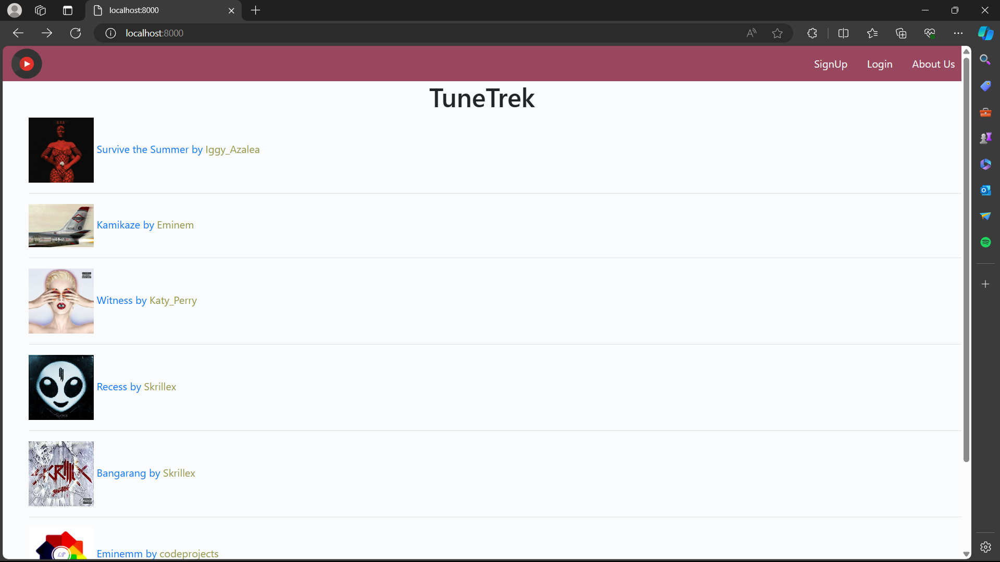 localhost:8000
localhost:8000
SignUp Login About Us
TuneTrek
Survive the Summer by Iggy_Azalea
Kamikaze by Eminem
Witness by Katy_Perry
Recess by Skrillex
Bangarang by Skrillex
Eminemm by codeprojects